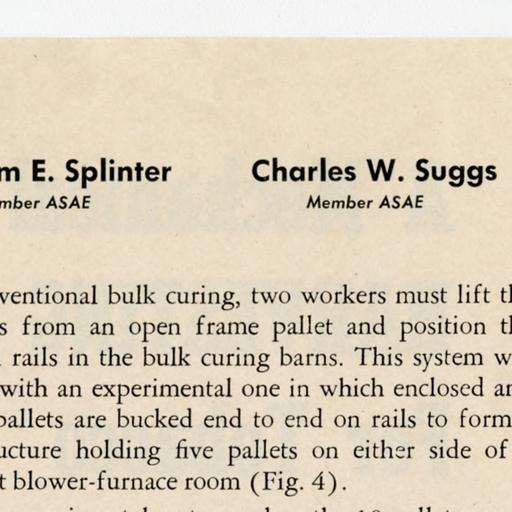 m E. Splinter
Charles W. Suggs
mber ASAE
Member ASAE
ventional bulk curing, two workers must lift th
s from an open frame pallet and position th
rails in the bulk curing barns. This system w
with an experimental one in which enclosed an
pallets are bucked end to end on rails to form
ucture holding five pallets on either side of
t blower-furnace room (Fig. 4).